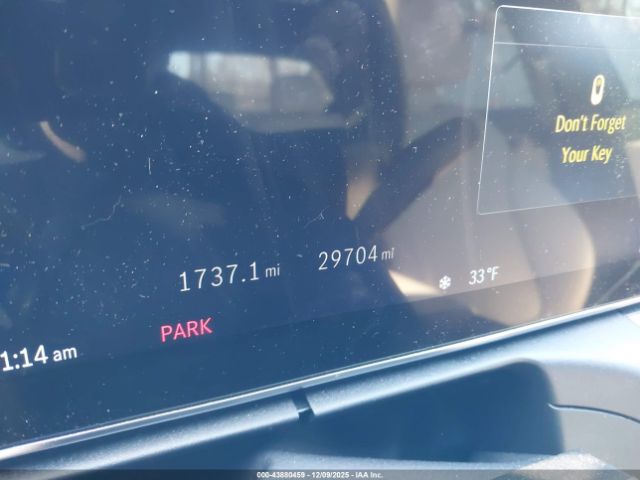 Don't Forget
Your Key
1737.1 mi 29704 mi
33°F
1:14 am
PARK
000-43880459 - 12/09/2025 - IAA Inc.